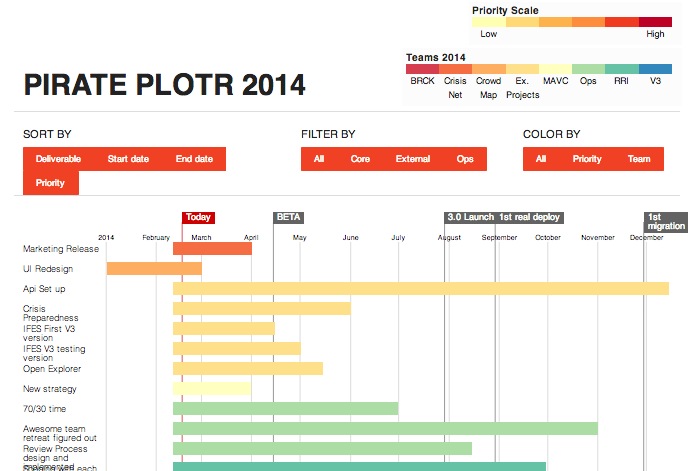 Priority Scale
Low High
Teams 2014
BRCK Crisis Net Crowd Map Ex. Projects MAVC Ops RRI V3
PIRATE PLOTR 2014
SORT BY FILTER BY COLOR BY
Deliverable Start date End date All Core External Ops All Priority Team
Priority
Today BETA 3.0 Launch 1st real deploy 1st migration
2014 February March April May June July August September October November December
Marketing Release
UI Redesign
Api Set up
Crisis
Preparedness
IFES First V3
version
IFES V3 testing
version
Open Explorer
New strategy
70/30 time
Awesome team
retreat figured out
Review Process
design and
implemented
with each